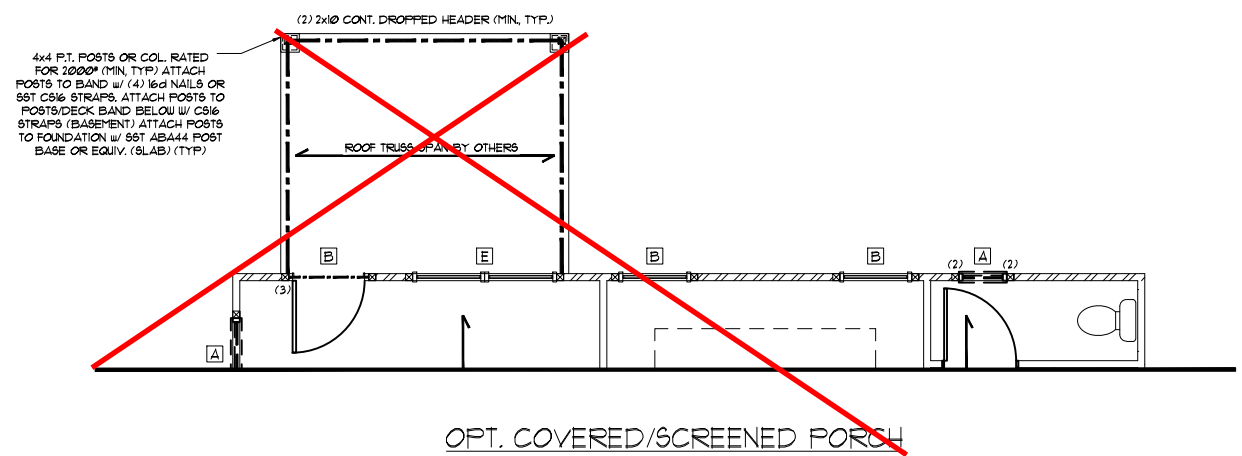 (2) 2x10 CONT. DROPPED HEADER (MIN., TYP.)
4x4 P.T. POSTS OR COL. RATED
FOR 2000# (MIN, TYP) ATTACH
POSTS TO BAND w/ (4) 16d NAILS OR
SST CS16 STRAPS. ATTACH POSTS TO
POSTS/DECK BAND BELOW W/ CS16
STRAPS (BASEMENT) ATTACH POSTS
TO FOUNDATION w/ SST ABA44 POST
BASE OR EQUIV. (SLAB) (TYP)
ROOF TRUSS SPAN BY OTHERS
B
E
B
B
A
(2)
(2)
(3)
A
OPT. COVERED/SCREENED PORCH